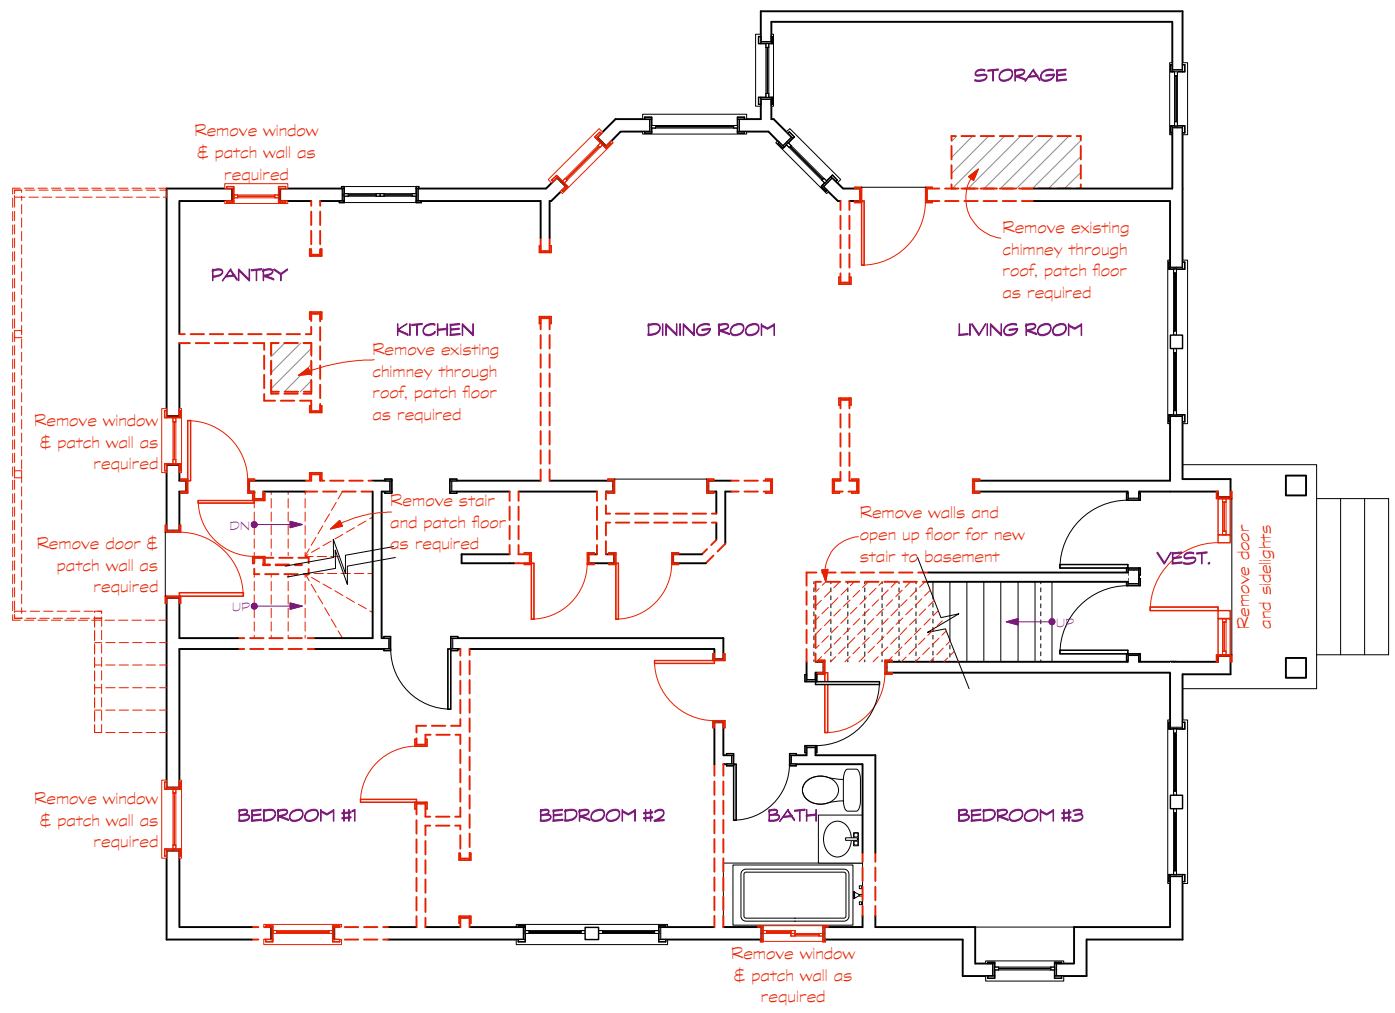 STORAGE
Remove window
& patch wall as
required
Remove existing
chimney through
roof, patch floor
as required
PANTRY
KITCHEN
DINING ROOM
LIVING ROOM
Remove existing
chimney through
roof, patch floor
as required
Remove window
& patch wall as
required
Remove stair
and patch floor
as required
DN
UP
Remove door &
patch wall as
required
Remove walls and
open up floor for new
stair to basement
VEST.
Remove door
and sidelights
UP
Remove window
& patch wall as
required
BEDROOM #1
BEDROOM #2
BATH
BEDROOM #3
Remove window
& patch wall as
required